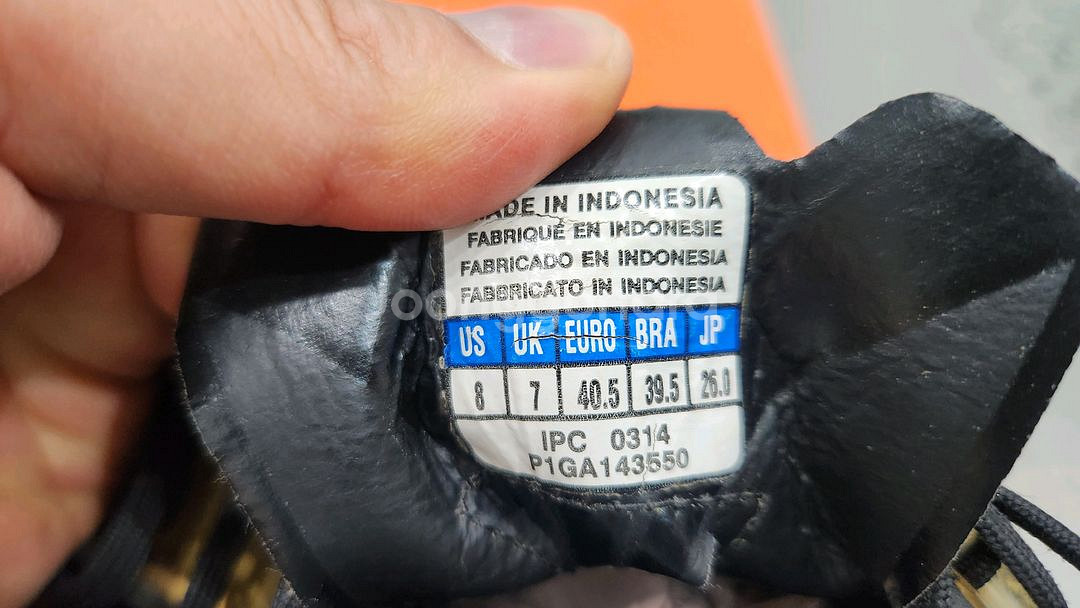 MADE IN INDONESIA
FABRIQUÉ EN INDONESIE
FABRICADO EN INDONESIA
FABBRICATO IN INDONESIA
US UK EURO BRA JP
8 7 40.5 39.5 26.0
IPC 0314
P1GA143550